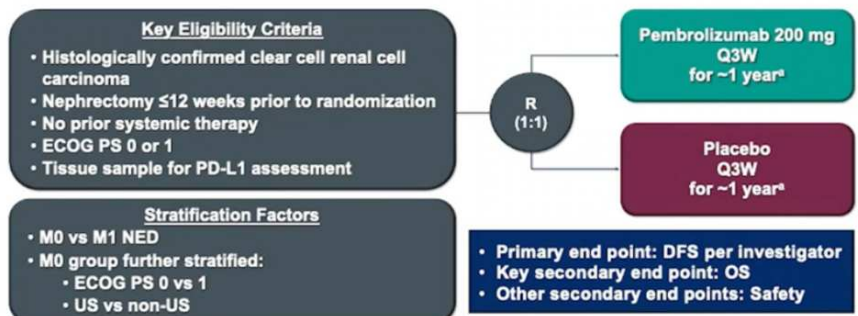 Key Eligibility Criteria
• Histologically confirmed clear cell renal cell
carcinoma
• Nephrectomy ≤12 weeks prior to randomization
• No prior systemic therapy
• ECOG PS 0 or 1
• Tissue sample for PD-L1 assessment
Stratification Factors
• M0 vs M1 NED
• M0 group further stratified:
• ECOG PS 0 vs 1
• US vs non-US
R
(1:1)
Pembrolizumab 200 mg
Q3W
for ~1 yearᵃ
Placebo
Q3W
for ~1 yearᵃ
• Primary end point: DFS per investigator
• Key secondary end point: OS
• Other secondary end points: Safety